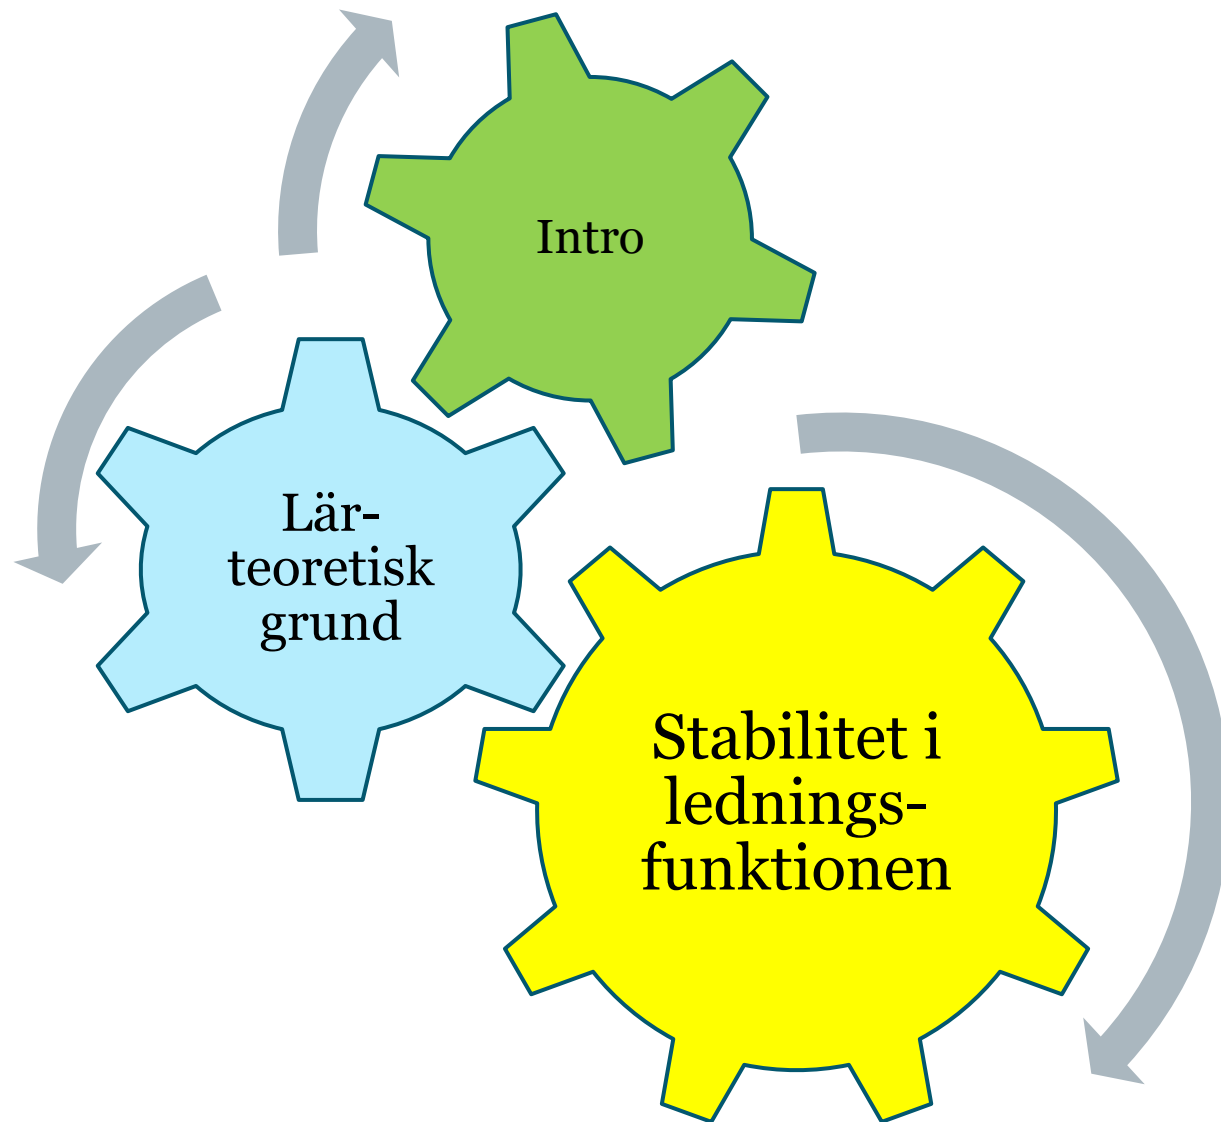 Intro
Lär-
teoretisk
grund
Stabilitet i
lednings-
funktionen